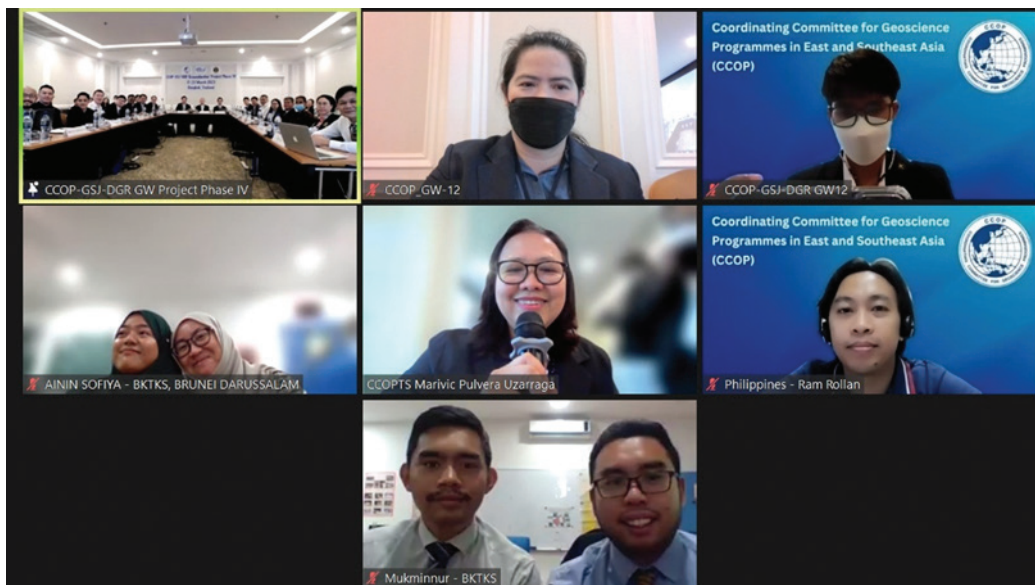 CCOP-GSJ-DGR GW Project Phase IV
CCOP_GW-12
Coordinating Committee for Geoscience
Programmes in East and Southeast Asia
(CCOP)
CCOP
CCOP-GSJ-DGR GW12
AININ SOFIYA - BKTKS, BRUNEI DARUSSALAM
CCOPTS Marivic Pulvera Uzarraga
Coordinating Committee for Geoscience
Programmes in East and Southeast Asia
(CCOP)
CCOP
Philippines - Ram Rollan
Mukminnur - BKTKS